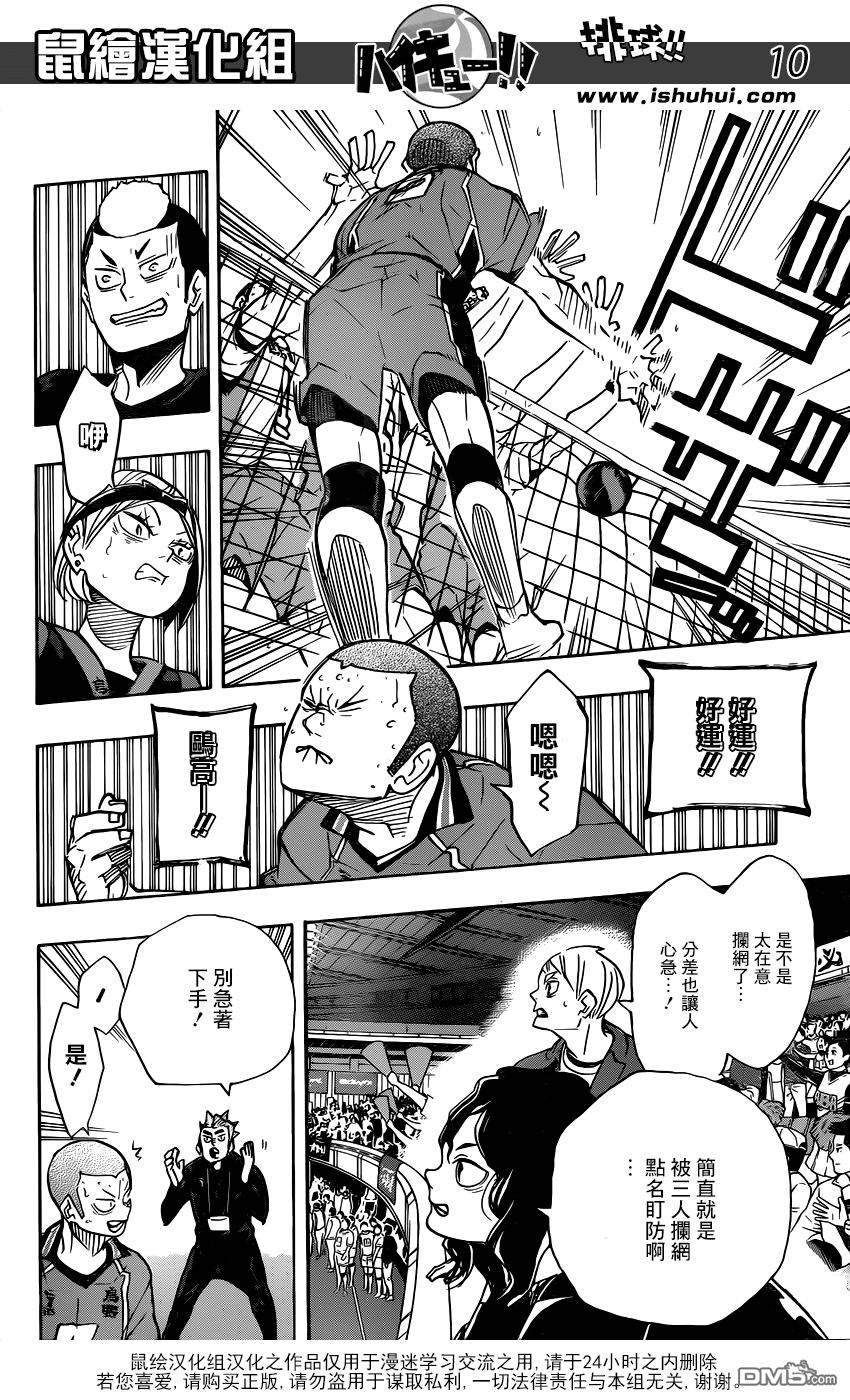 鼠繪漢化組
ハイキュー!!
排球!!
10
www.ishuhui.com
咿
好運!!
好運!!
嗯嗯~
鷗高—!!
是不是
太在意
攔網了…
分差也讓人
心急…!
簡直就是
被三人攔網
點名盯防啊
…
別急著
下手!
是!
烏野
鼠绘汉化组汉化之作品仅用于漫迷学习交流之用, 请于24小时之内删除
若您喜爱, 请购买正版, 请勿盗用于谋取私利, 一切法律责任与本组无关, 谢谢。
DM5.com